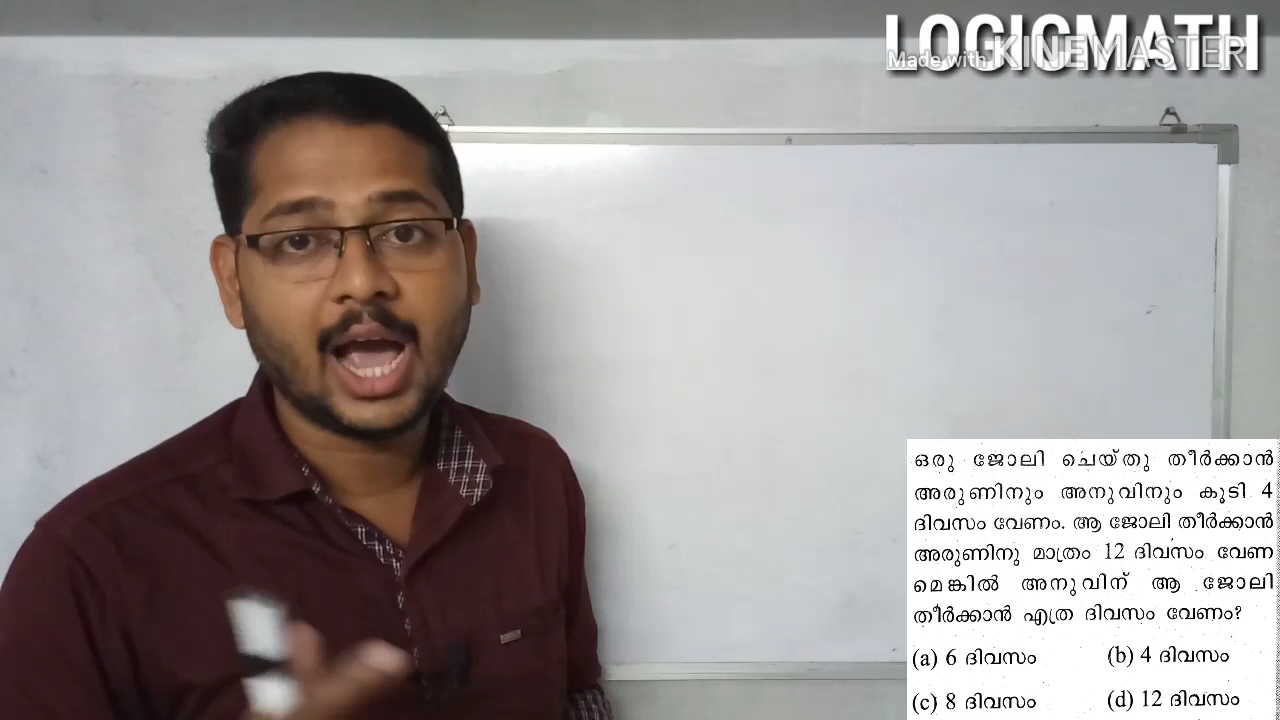 LOGICMATH
Made with KINEMASTER
ഒരു ജോലി ചെയ്തു തീർക്കാൻ
അരുണിനും അനുവിനും കൂടി 4
ദിവസം വേണം. ആ ജോലി തീർക്കാൻ
അരുണിനു മാത്രം 12 ദിവസം വേണ
മെങ്കിൽ അനുവിന് ആ ജോലി
തീർക്കാൻ എത്ര ദിവസം വേണം?
(a) 6 ദിവസം (b) 4 ദിവസം
(c) 8 ദിവസം (d) 12 ദിവസം